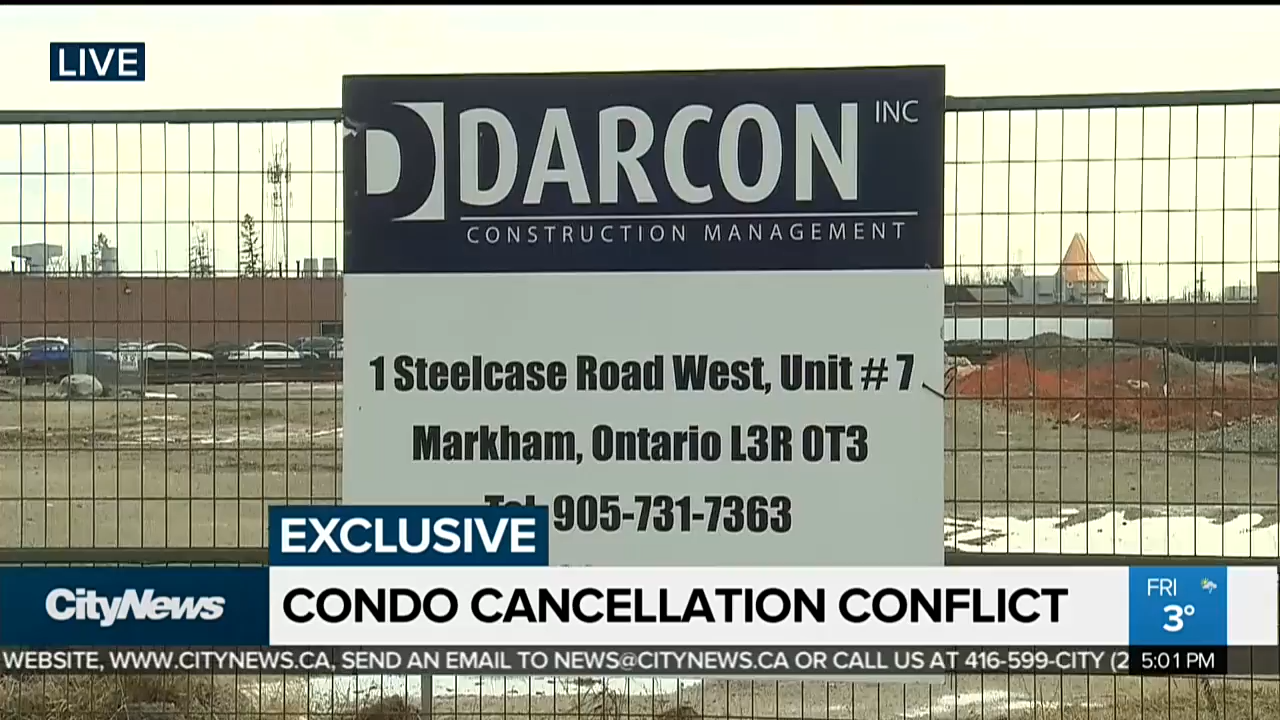 LIVE
DARCON INC
CONSTRUCTION MANAGEMENT
1 Steelcase Road West, Unit # 7
Markham, Ontario L3R 0T3
Tel: 905-731-7363
EXCLUSIVE
CityNews
CONDO CANCELLATION CONFLICT
FRI
3°
WEBSITE, WWW.CITYNEWS.CA, SEND AN EMAIL TO NEWS@CITYNEWS.CA OR CALL US AT 416-599-CITY (2
5:01 PM